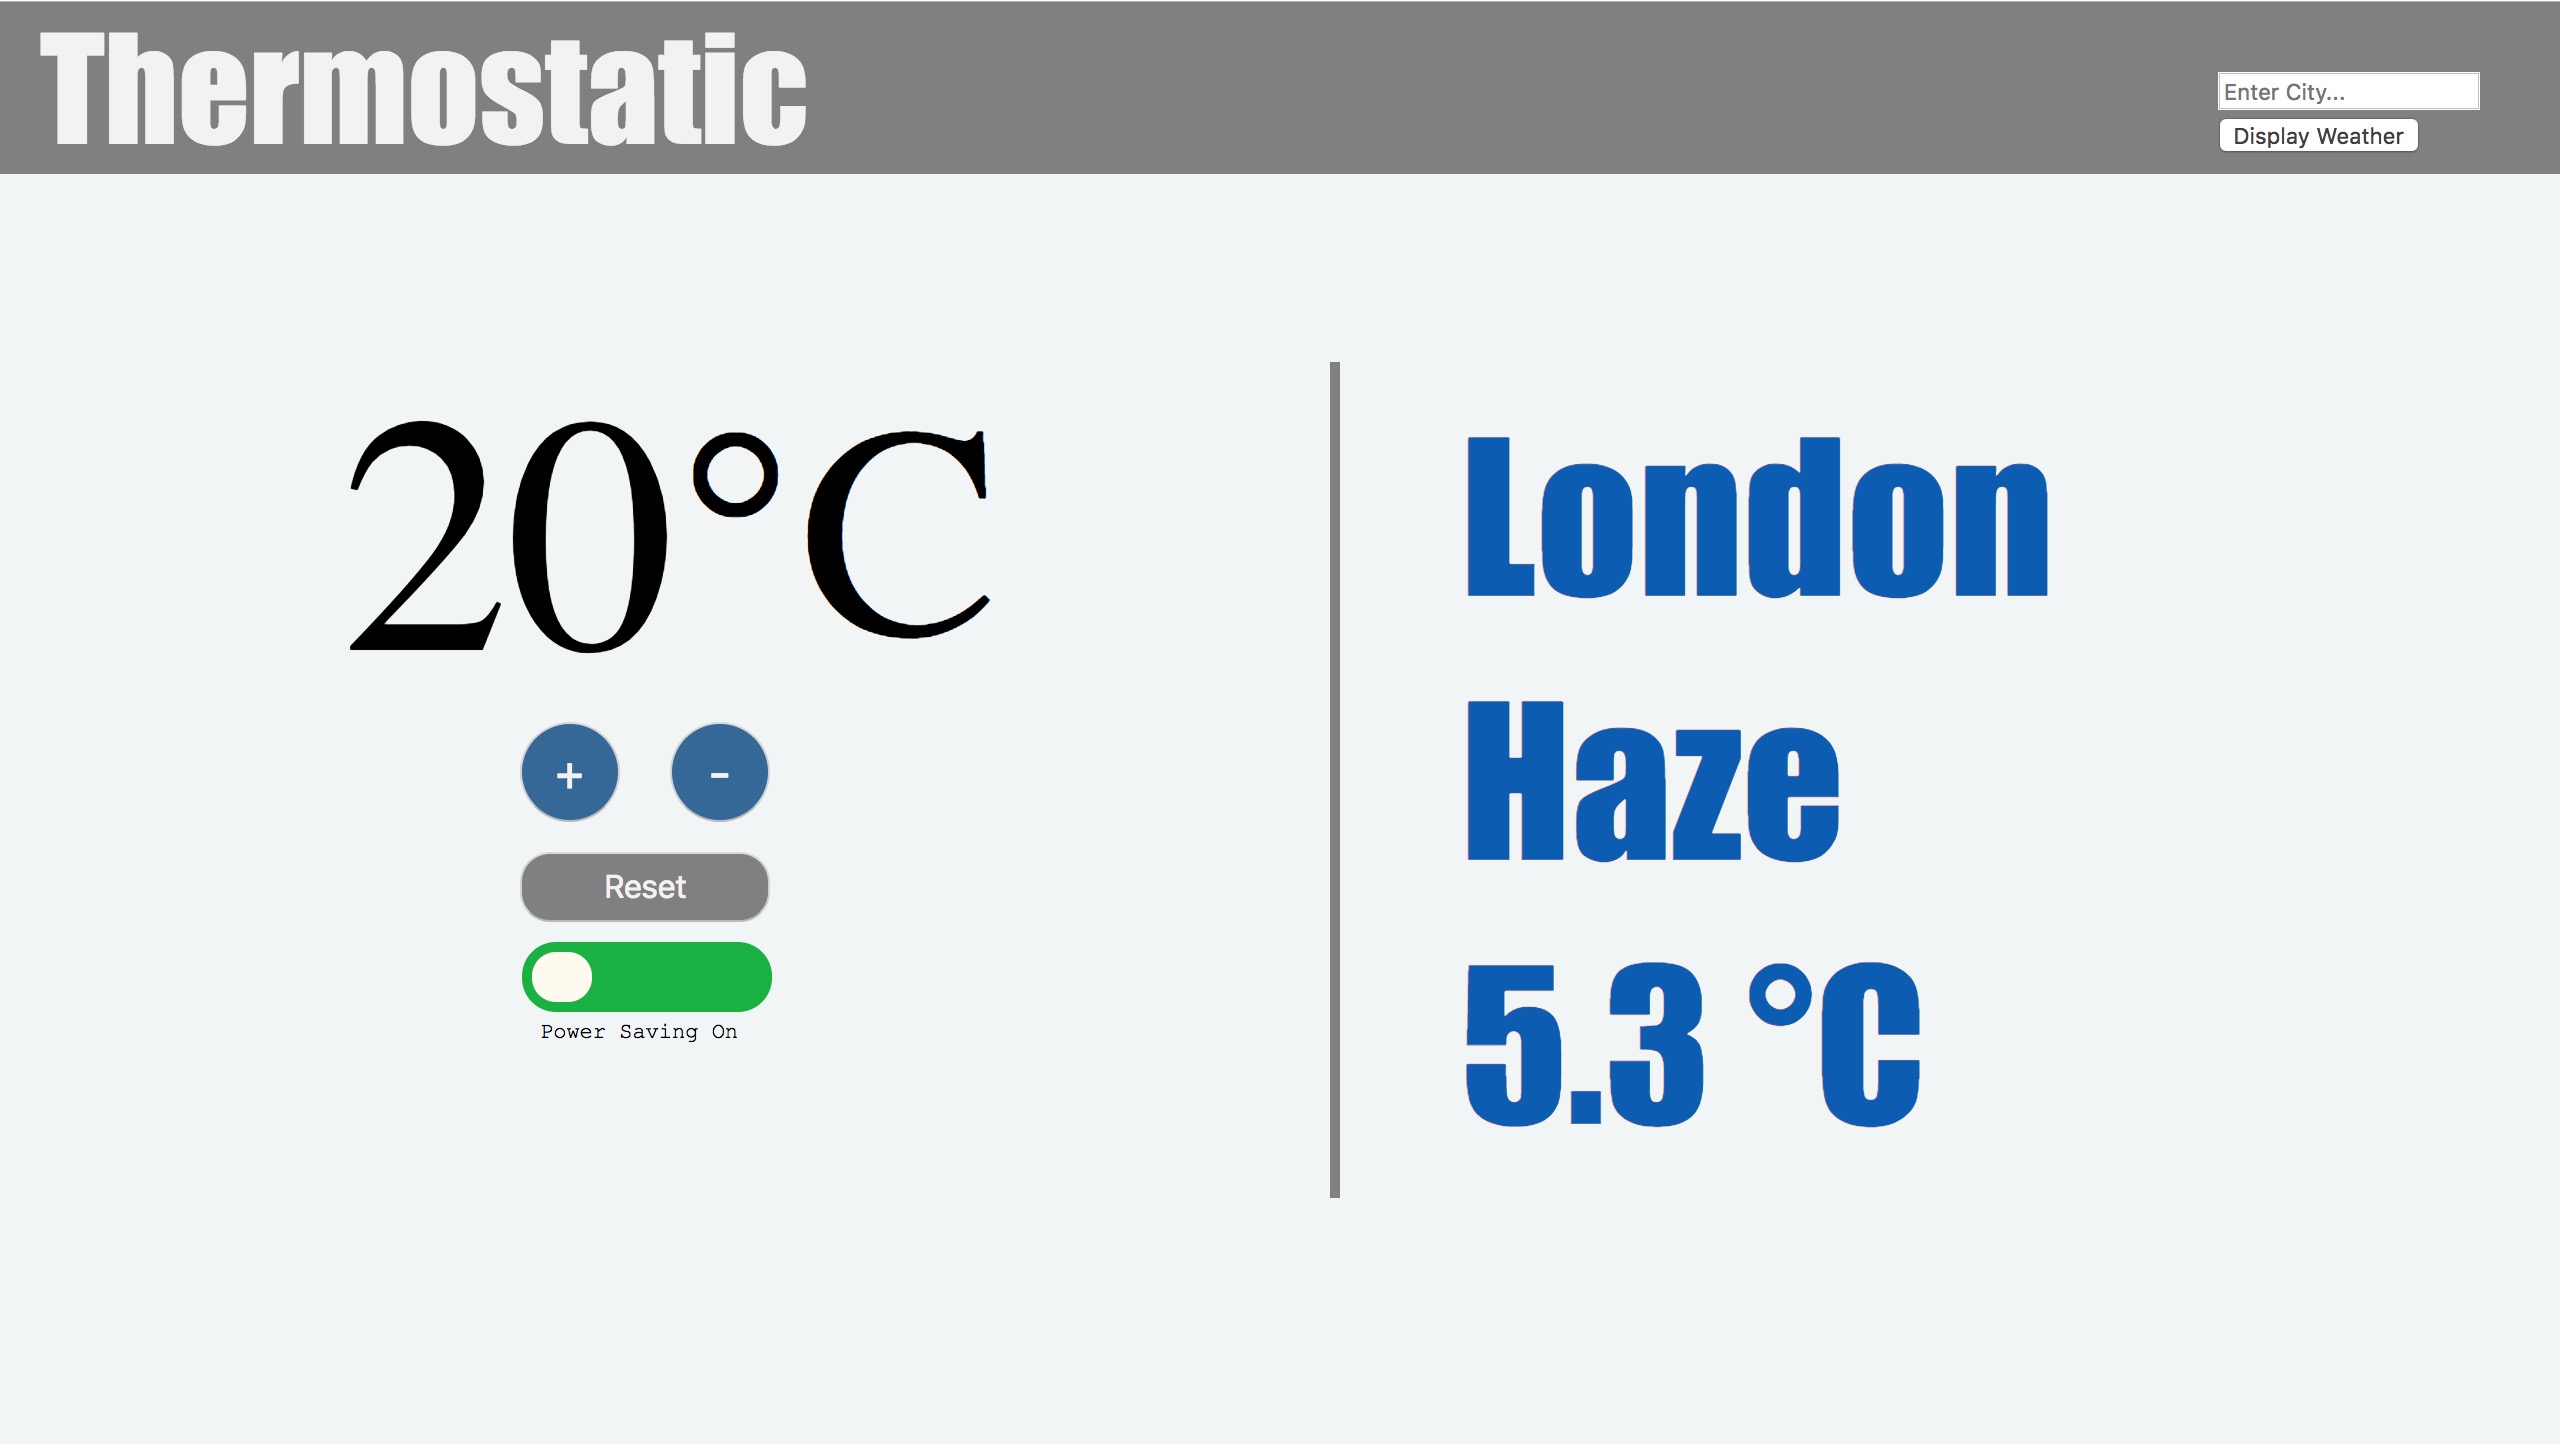 Thermostatic
Enter City...
Display Weather
20°C
+ -
Reset
Power Saving On
London
Haze
5.3 °C